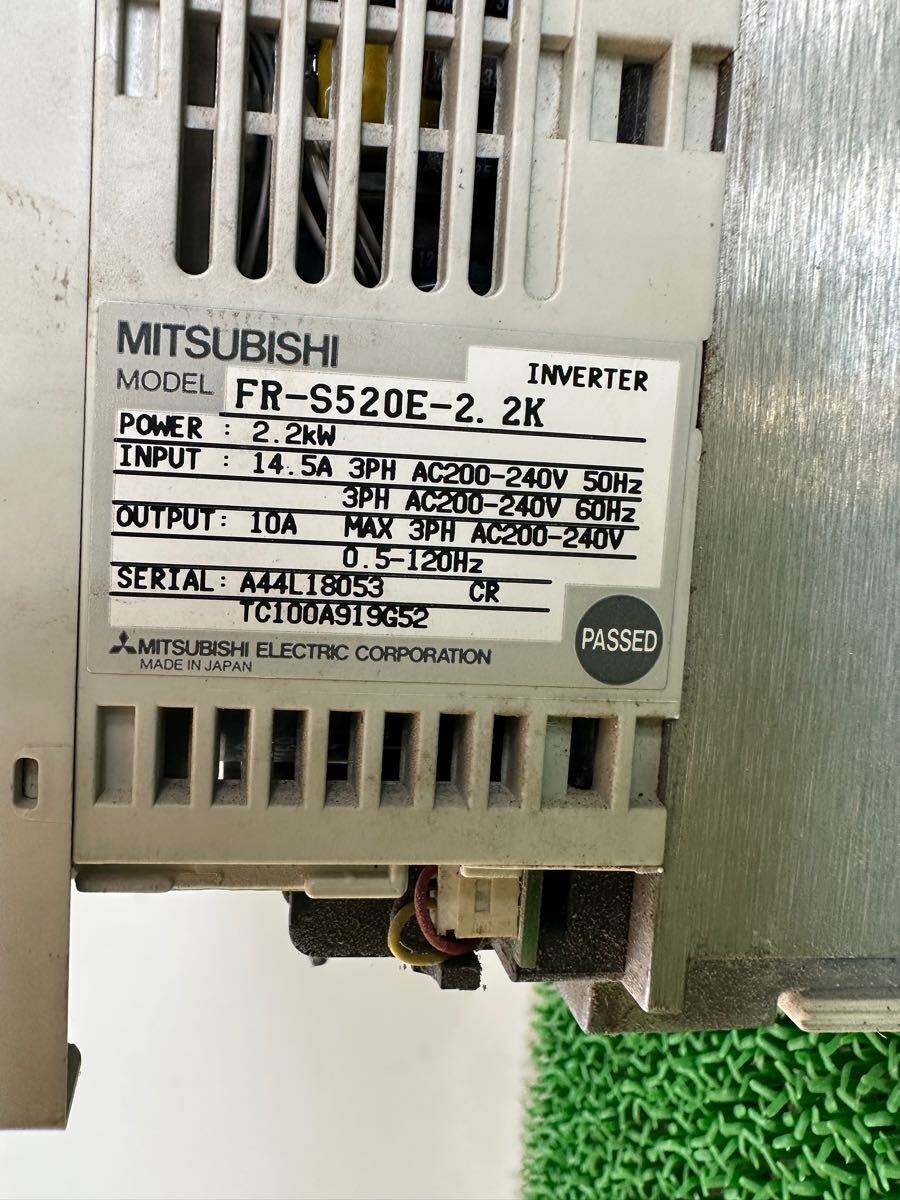 MITSUBISHI
INVERTER
MODEL FR-S520E-2.2K
POWER : 2.2kW
INPUT : 14.5A 3PH AC200-240V 50Hz
3PH AC200-240V 60Hz
OUTPUT: 10A MAX 3PH AC200-240V
0.5-120Hz
SERIAL: A44L18053 CR
TC100A919G52
PASSED
MITSUBISHI ELECTRIC CORPORATION
MADE IN JAPAN